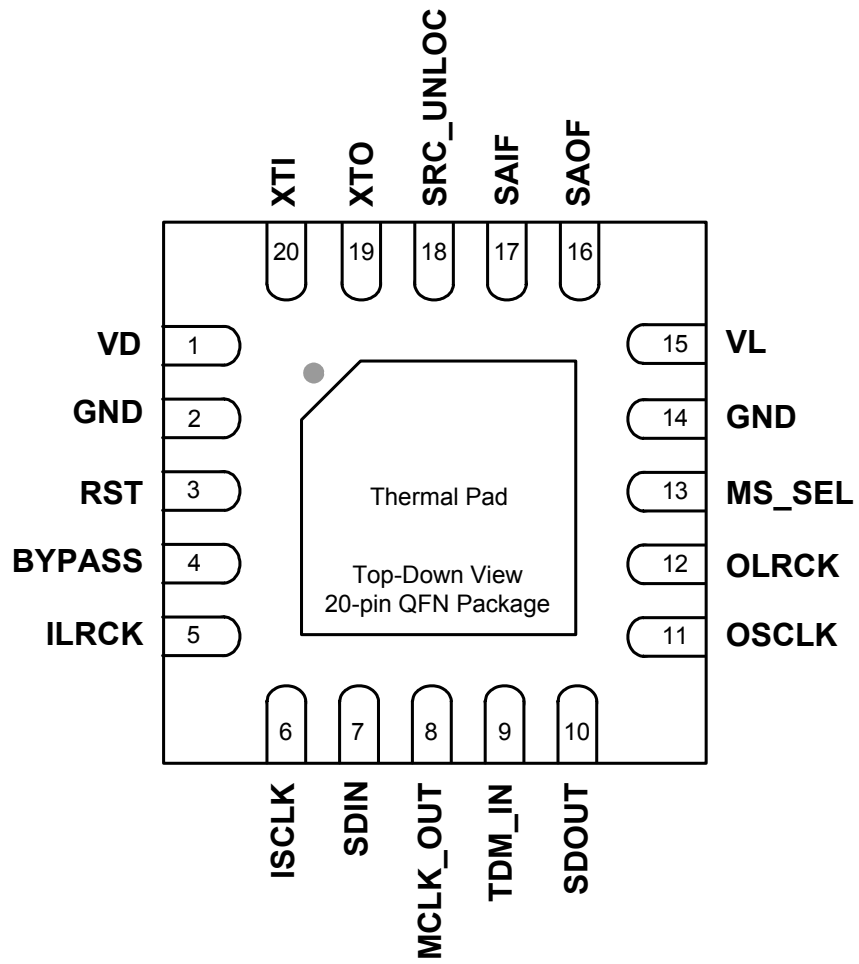 XTI
XTO
SRC_UNLOC
SAIF
SAOF
20
19
18
17
16
VD
1
GND
2
RST
3
BYPASS
4
ILRCK
5
15
VL
14
GND
13
MS_SEL
12
OLRCK
11
OSCLK
Thermal Pad
Top-Down View
20-pin QFN Package
6
7
8
9
10
ISCLK
SDIN
MCLK_OUT
TDM_IN
SDOUT